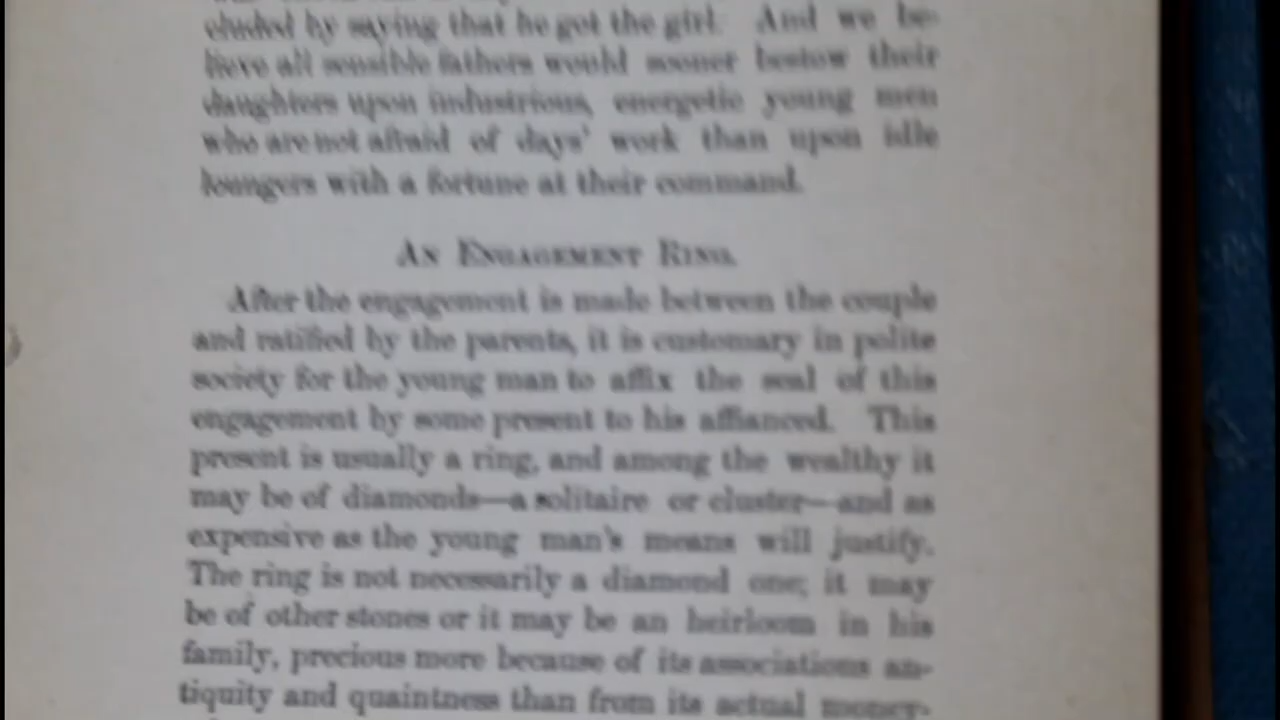 cluded by saying that he got the girl. And we be-
lieve all sensible fathers would sooner bestow their
daughters upon industrious, energetic young men
who are not afraid of days' work than upon idle
loungers with a fortune at their command.
AN ENGAGEMENT RING.
After the engagement is made between the couple
and ratified by the parents, it is customary in polite
society for the young man to affix the seal of this
engagement by some present to his affianced. This
present is usually a ring, and among the wealthy it
may be of diamonds—a solitaire or cluster—and as
expensive as the young man's means will justify.
The ring is not necessarily a diamond one; it may
be of other stones or it may be an heirloom in his
family, precious more because of its associations an-
tiquity and quaintness than from its actual money-